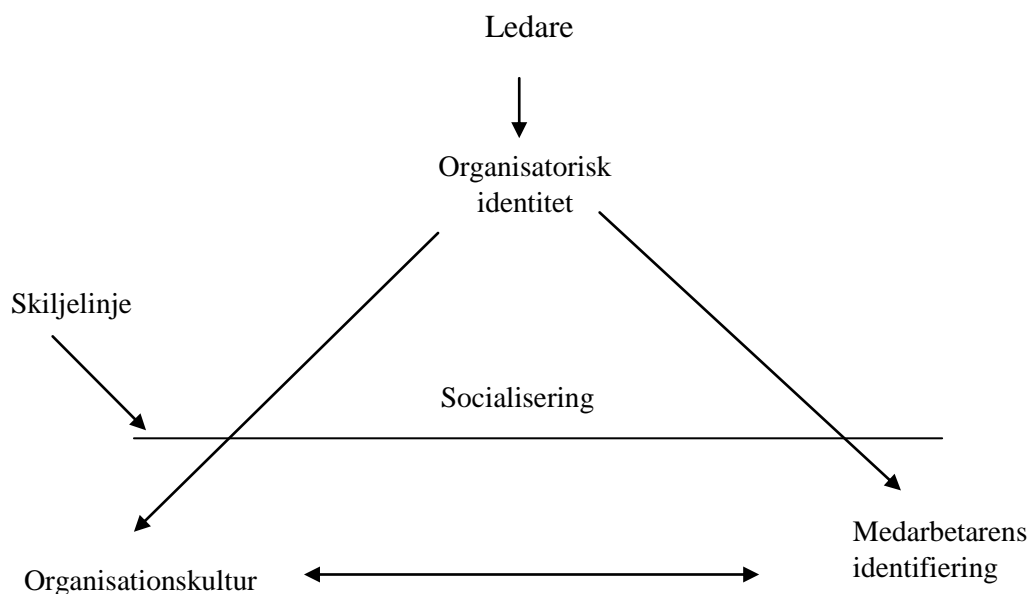 Ledare
Organisatorisk
identitet
Skiljelinje
Socialisering
Medarbetarens
identifiering
Organisationskultur